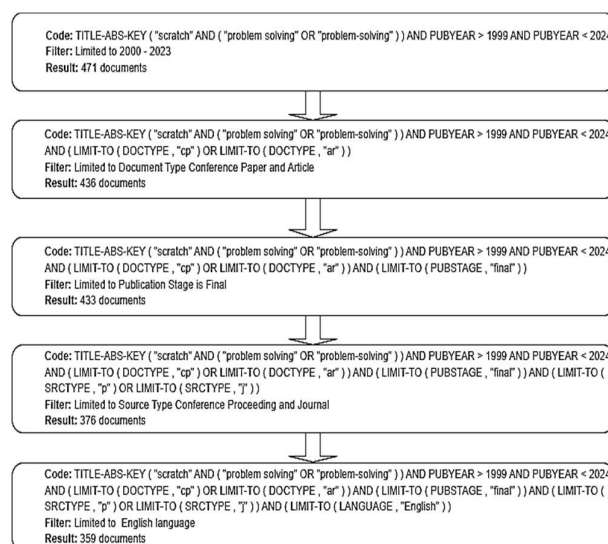 Code: TITLE-ABS-KEY ( "scratch" AND ( "problem solving" OR "problem-solving" ) ) AND PUBYEAR > 1999 AND PUBYEAR < 2024
Filter: Limited to 2000 - 2023
Result: 471 documents
Code: TITLE-ABS-KEY ( "scratch" AND ( "problem solving" OR "problem-solving" ) ) AND PUBYEAR > 1999 AND PUBYEAR < 2024
AND ( LIMIT-TO ( DOCTYPE , "cp" ) OR LIMIT-TO ( DOCTYPE , "ar" ) )
Filter: Limited to Document Type Conference Paper and Article
Result: 436 documents
Code: TITLE-ABS-KEY ( "scratch" AND ( "problem solving" OR "problem-solving" ) ) AND PUBYEAR > 1999 AND PUBYEAR < 2024
AND ( LIMIT-TO ( DOCTYPE , "cp" ) OR LIMIT-TO ( DOCTYPE , "ar" ) ) AND ( LIMIT-TO ( PUBSTAGE , "final" ) )
Filter: Limited to Publication Stage is Final
Result: 433 documents
Code: TITLE-ABS-KEY ( "scratch" AND ( "problem solving" OR "problem-solving" ) ) AND PUBYEAR > 1999 AND PUBYEAR < 2024
AND ( LIMIT-TO ( DOCTYPE , "cp" ) OR LIMIT-TO ( DOCTYPE , "ar" ) ) AND ( LIMIT-TO ( PUBSTAGE , "final" ) ) AND ( LIMIT-TO (
SRCTYPE , "p" ) OR LIMIT-TO ( SRCTYPE , "j" ) )
Filter: Limited to Source Type Conference Proceeding and Journal
Result: 376 documents
Code: TITLE-ABS-KEY ( "scratch" AND ( "problem solving" OR "problem-solving" ) ) AND PUBYEAR > 1999 AND PUBYEAR < 2024
AND ( LIMIT-TO ( DOCTYPE , "cp" ) OR LIMIT-TO ( DOCTYPE , "ar" ) ) AND ( LIMIT-TO ( PUBSTAGE , "final" ) ) AND ( LIMIT-TO (
SRCTYPE , "p" ) OR LIMIT-TO ( SRCTYPE , "j" ) ) AND ( LIMIT-TO ( LANGUAGE , "English" ) )
Filter: Limited to English language
Result: 359 documents